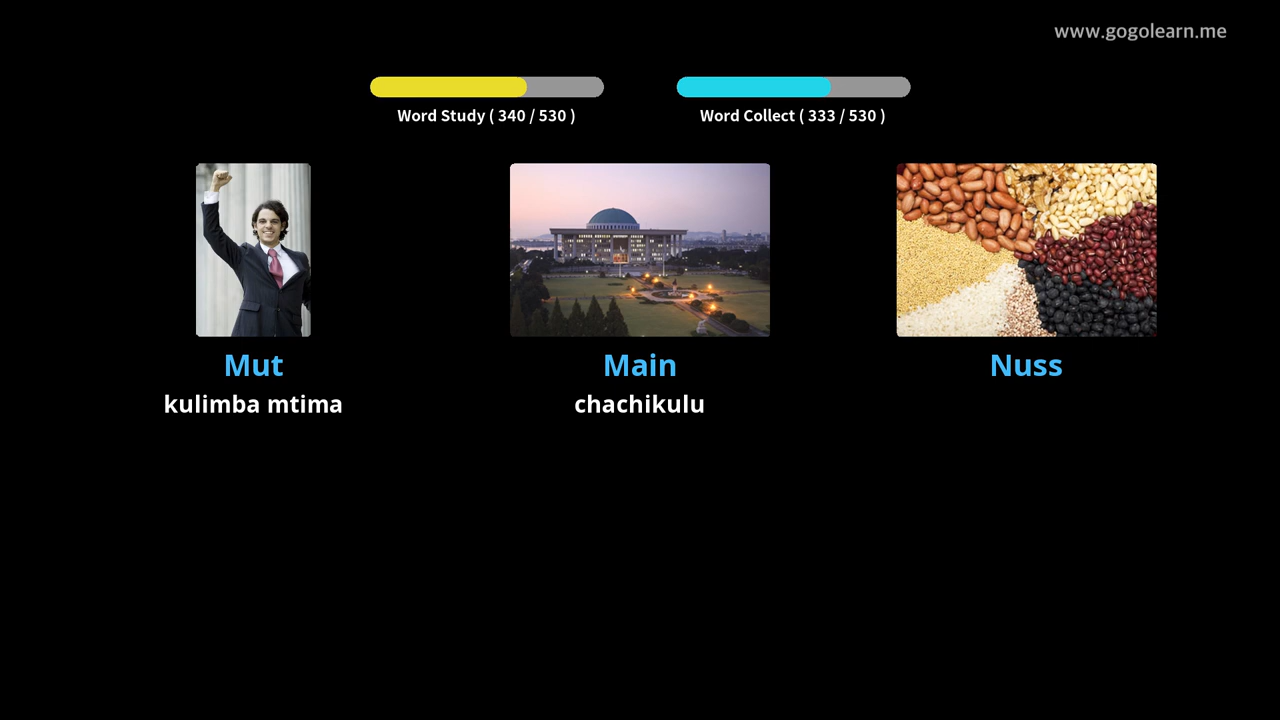 www.gogolearn.me
Word Study ( 340 / 530 )
Word Collect ( 333 / 530 )
Mut
kulimba mtima
Main
chachikulu
Nuss